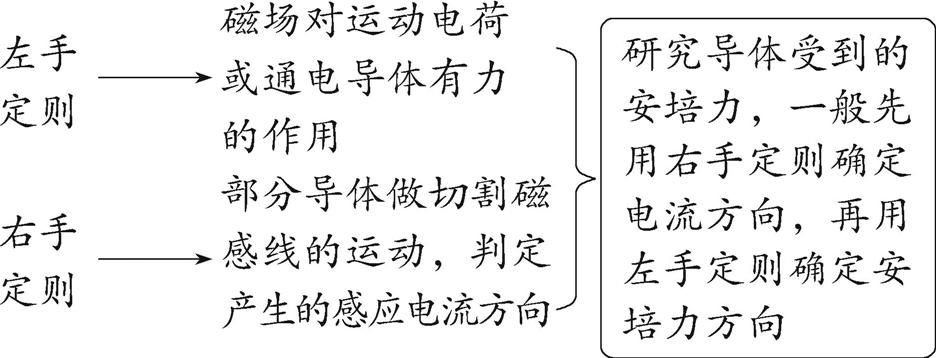 左手
定则
磁场对运动电荷
或通电导体有力
的作用
右手
定则
部分导体做切割磁
感线的运动，判定
产生的感应电流方向
研究导体受到的
安培力，一般先
用右手定则确定
电流方向，再用
左手定则确定安
培力方向